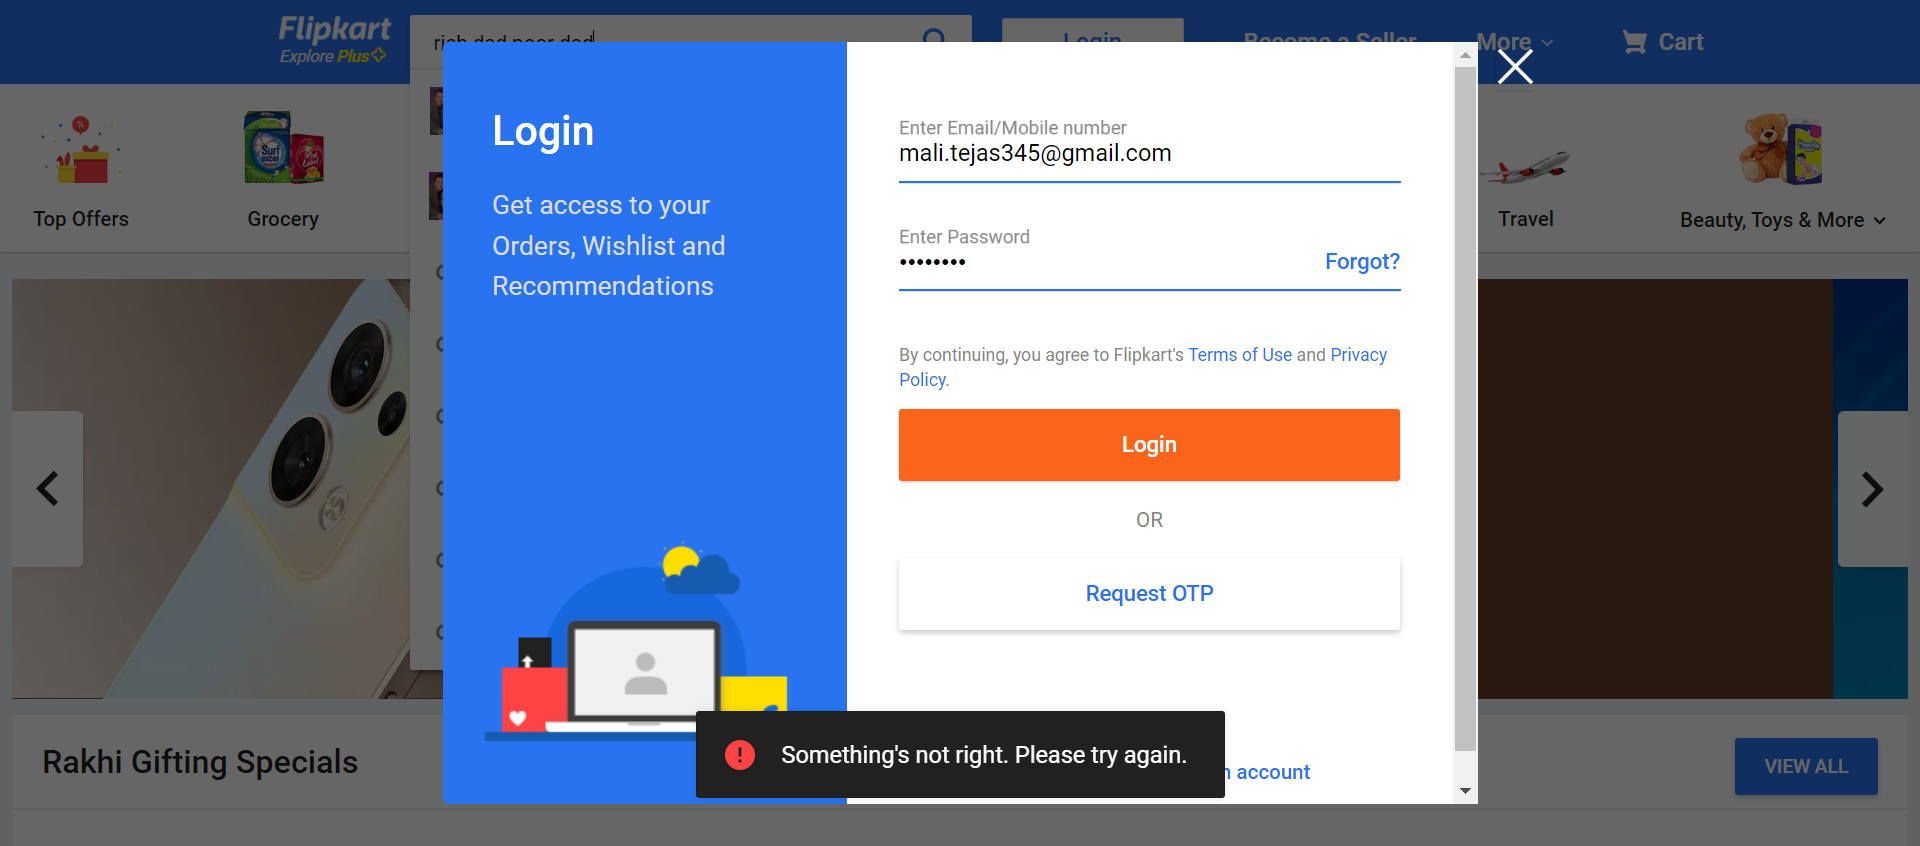 Flipkart
Explore Plus
rich dad poor dad
Login
Become a Seller
More
Cart
Top Offers
Grocery
Travel
Beauty, Toys & More
Login
Get access to your
Orders, Wishlist and
Recommendations
Enter Email/Mobile number
mali.tejas345@gmail.com
Enter Password
••••••••
Forgot?
By continuing, you agree to Flipkart's Terms of Use and Privacy
Policy.
Login
OR
Request OTP
Something's not right. Please try again.
account
Rakhi Gifting Specials
VIEW ALL